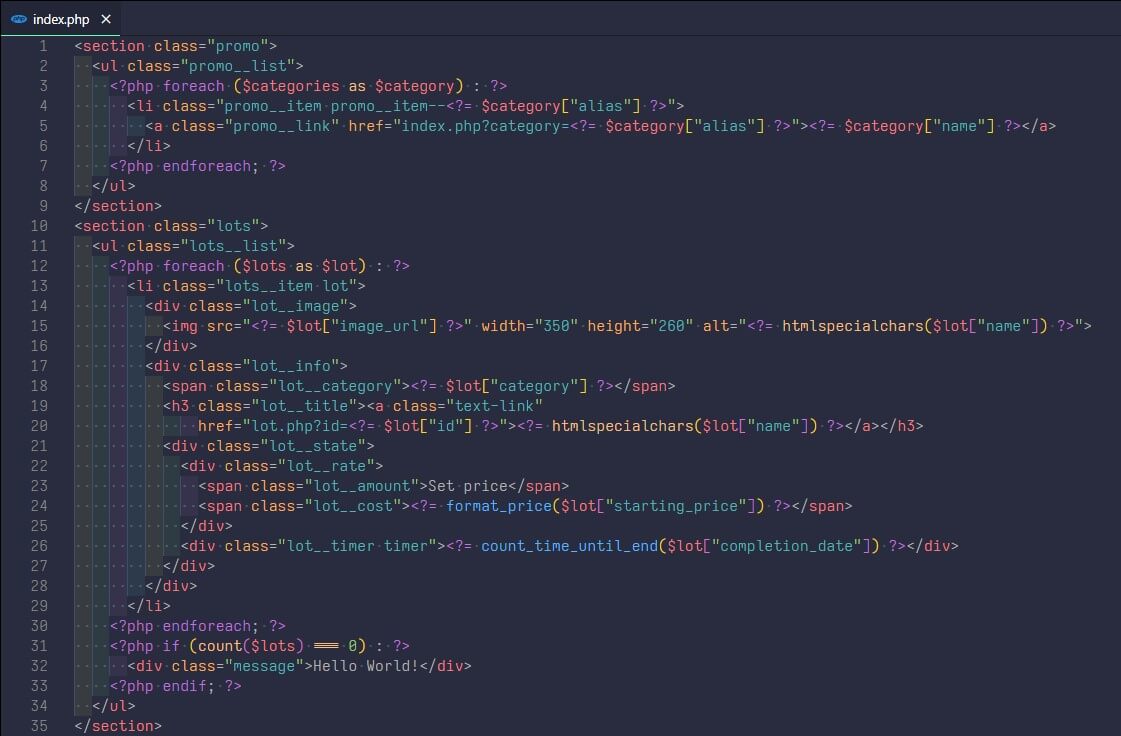 index.php ×
1 <section class="promo">
2   <ul class="promo__list">
3     <?php foreach ($categories as $category) : ?>
4       <li class="promo__item promo__item--<?= $category["alias"] ?>">
5         <a class="promo__link" href="index.php?category=<?= $category["alias"] ?>"><?= $category["name"] ?></a>
6       </li>
7     <?php endforeach; ?>
8   </ul>
9 </section>
10 <section class="lots">
11   <ul class="lots__list">
12     <?php foreach ($lots as $lot) : ?>
13       <li class="lots__item lot">
14         <div class="lot__image">
15           <img src="<?= $lot["image_url"] ?>" width="350" height="260" alt="<?= htmlspecialchars($lot["name"]) ?>">
16         </div>
17         <div class="lot__info">
18           <span class="lot__category"><?= $lot["category"] ?></span>
19           <h3 class="lot__title"><a class="text-link"
20               href="lot.php?id=<?= $lot["id"] ?>"><?= htmlspecialchars($lot["name"]) ?></a></h3>
21           <div class="lot__state">
22             <div class="lot__rate">
23               <span class="lot__amount">Set price</span>
24               <span class="lot__cost"><?= format_price($lot["starting_price"]) ?></span>
25             </div>
26             <div class="lot__timer timer"><?= count_time_until_end($lot["completion_date"]) ?></div>
27           </div>
28         </div>
29       </li>
30     <?php endforeach; ?>
31     <?php if (count($lots) === 0) : ?>
32       <div class="message">Hello World!</div>
33     <?php endif; ?>
34   </ul>
35 </section>